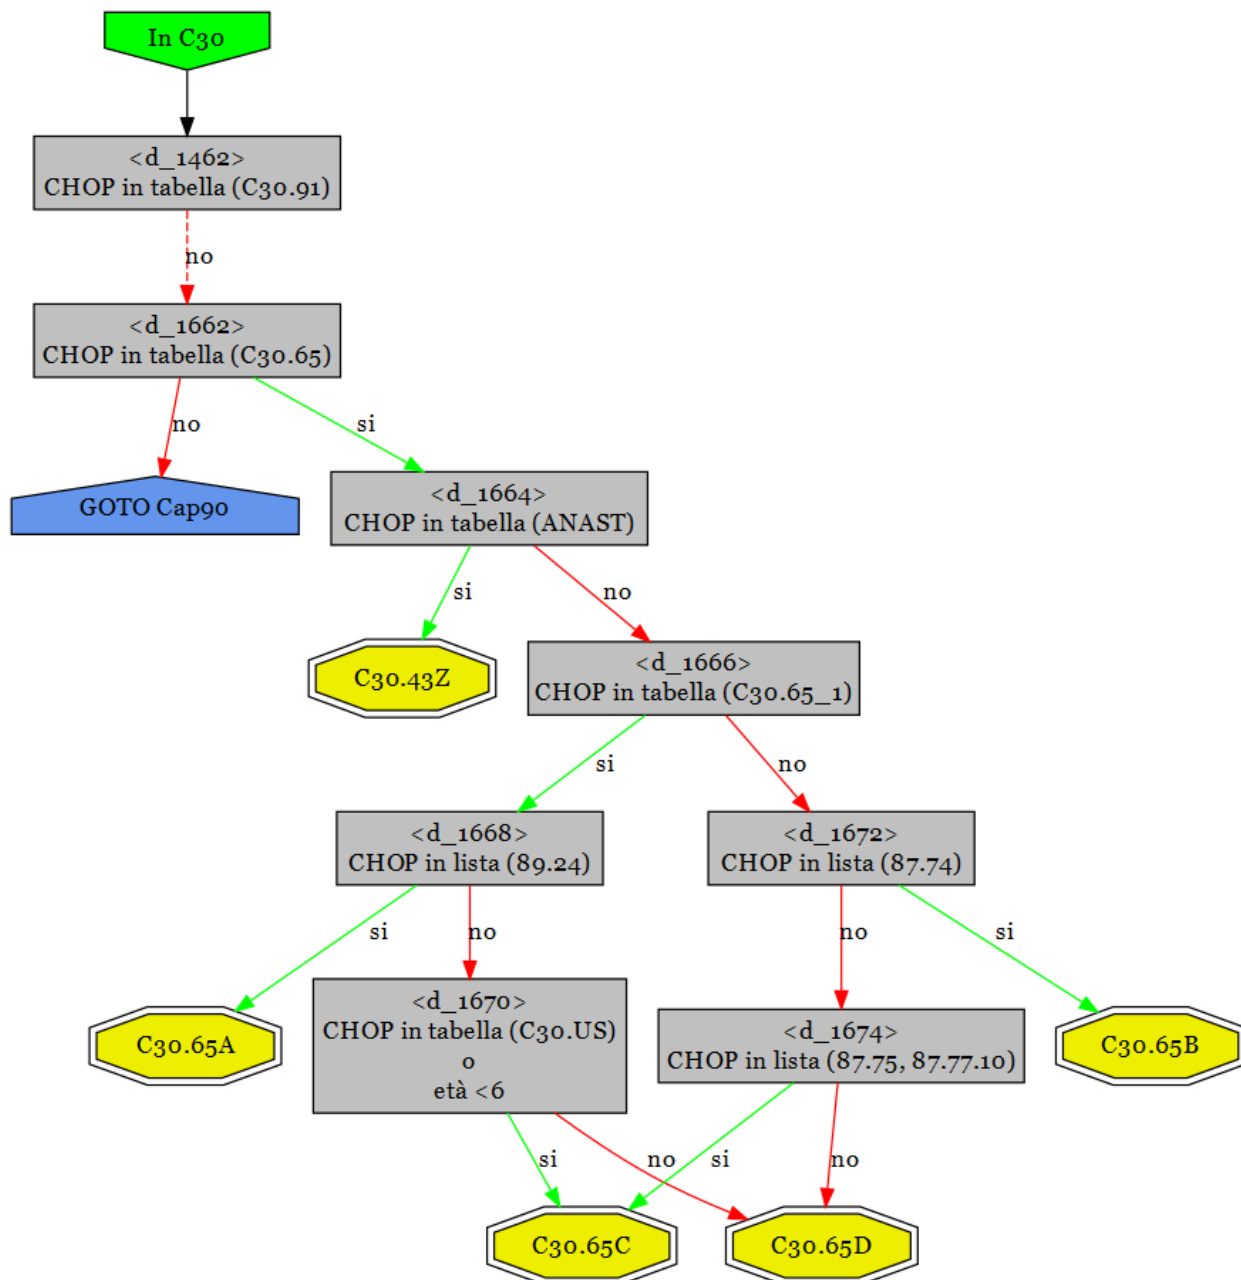 In C30
<d_1462>
CHOP in tabella (C30.91)
no
<d_1662>
CHOP in tabella (C30.65)
no
si
GOTO Cap90
<d_1664>
CHOP in tabella (ANAST)
si
no
C30.43Z
<d_1666>
CHOP in tabella (C30.65_1)
si
no
<d_1668>
CHOP in lista (89.24)
<d_1672>
CHOP in lista (87.74)
si
no
no
si
C30.65A
<d_1670>
CHOP in tabella (C30.US)
o
età <6
<d_1674>
CHOP in lista (87.75, 87.77.10)
C30.65B
si
no
si
no
C30.65C
C30.65D